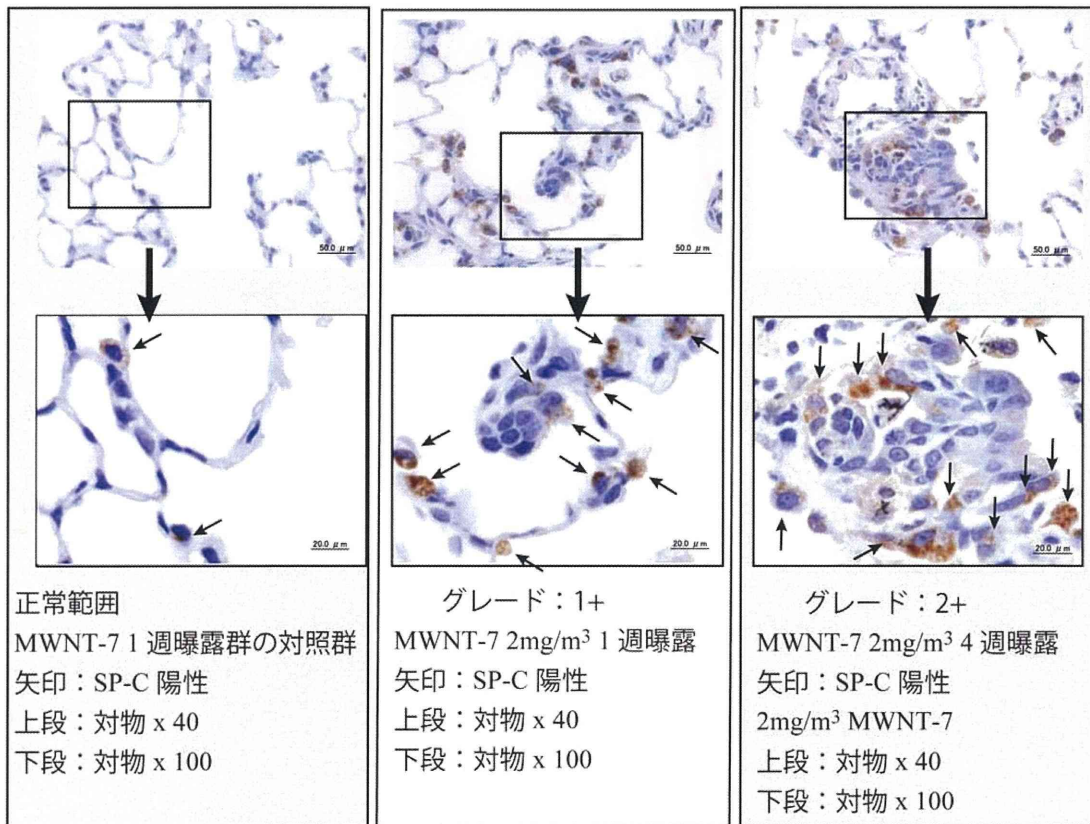 50.0 μm
50.0 μm
50.0 μm
20.0 μm
20.0 μm
20.0 μm
正常範囲
MWNT-7 1 週曝露群の対照群
矢印：SP-C 陽性
上段：対物 x 40
下段：対物 x 100
グレード：1+
MWNT-7 2mg/m³ 1 週曝露
矢印：SP-C 陽性
上段：対物 x 40
下段：対物 x 100
グレード：2+
MWNT-7 2mg/m³ 4 週曝露
矢印：SP-C 陽性
2mg/m³ MWNT-7
上段：対物 x 40
下段：対物 x 100